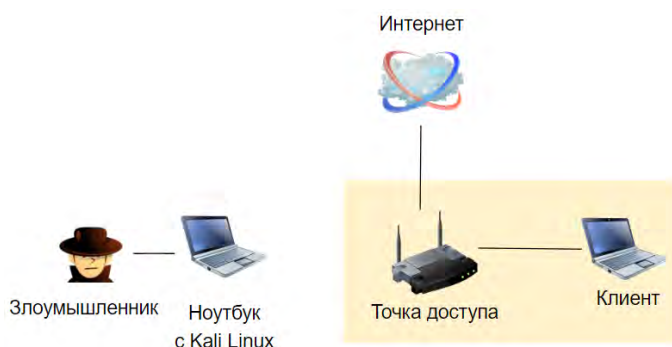 Интернет
Злоумышленник
Ноутбук
с Kali Linux
Точка доступа
Клиент